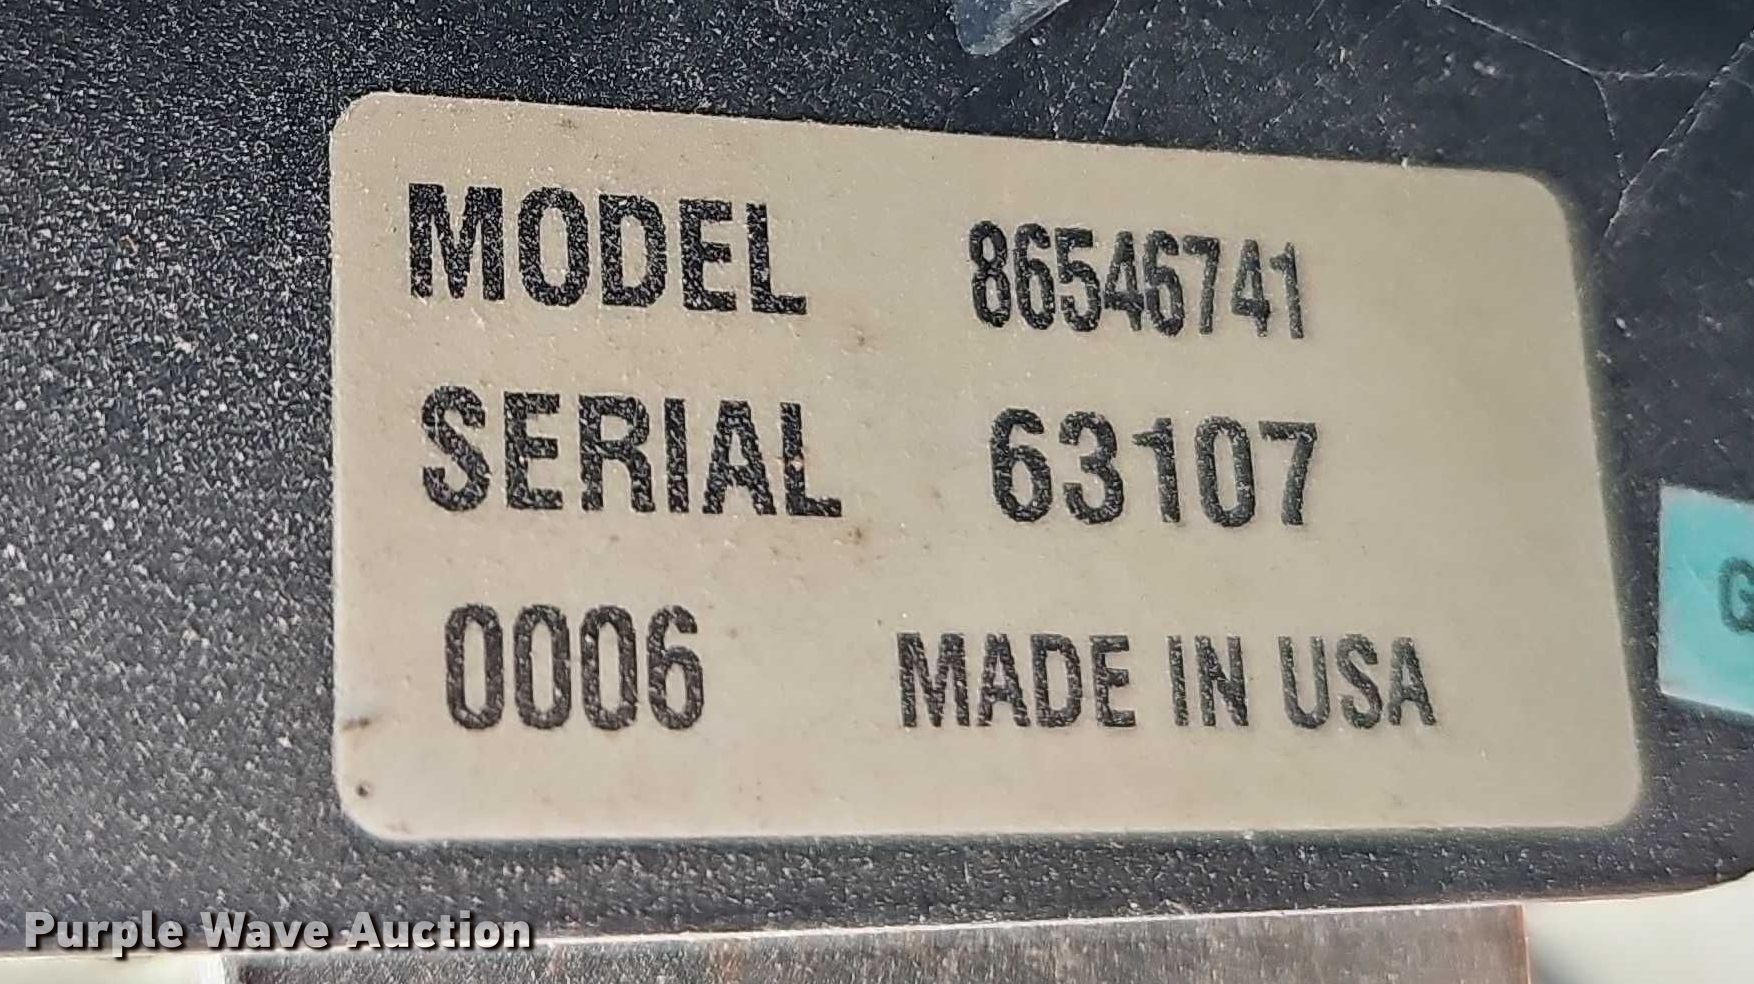 MODEL 86546741
SERIAL 63107
0006 MADE IN USA
G
Purple Wave Auction